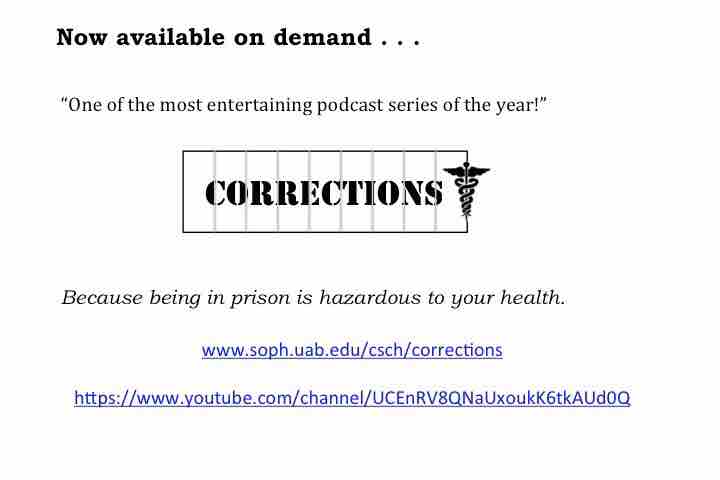 Now available on demand . . .
“One of the most entertaining podcast series of the year!”
CORRECTIONS
Because being in prison is hazardous to your health.
www.soph.uab.edu/csch/corrections
https://www.youtube.com/channel/UCEnRV8QNaUxoukK6tkAUd0Q